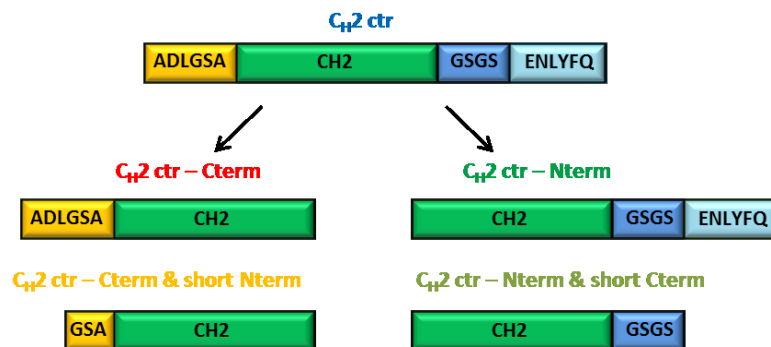 CH2 ctr
ADLGSA CH2 GSGS ENLYFQ
CH2 ctr – Cterm CH2 ctr – Nterm
ADLGSA CH2 CH2 GSGS ENLYFQ
CH2 ctr – Cterm & short Nterm CH2 ctr – Nterm & short Cterm
GSA CH2 CH2 GSGS